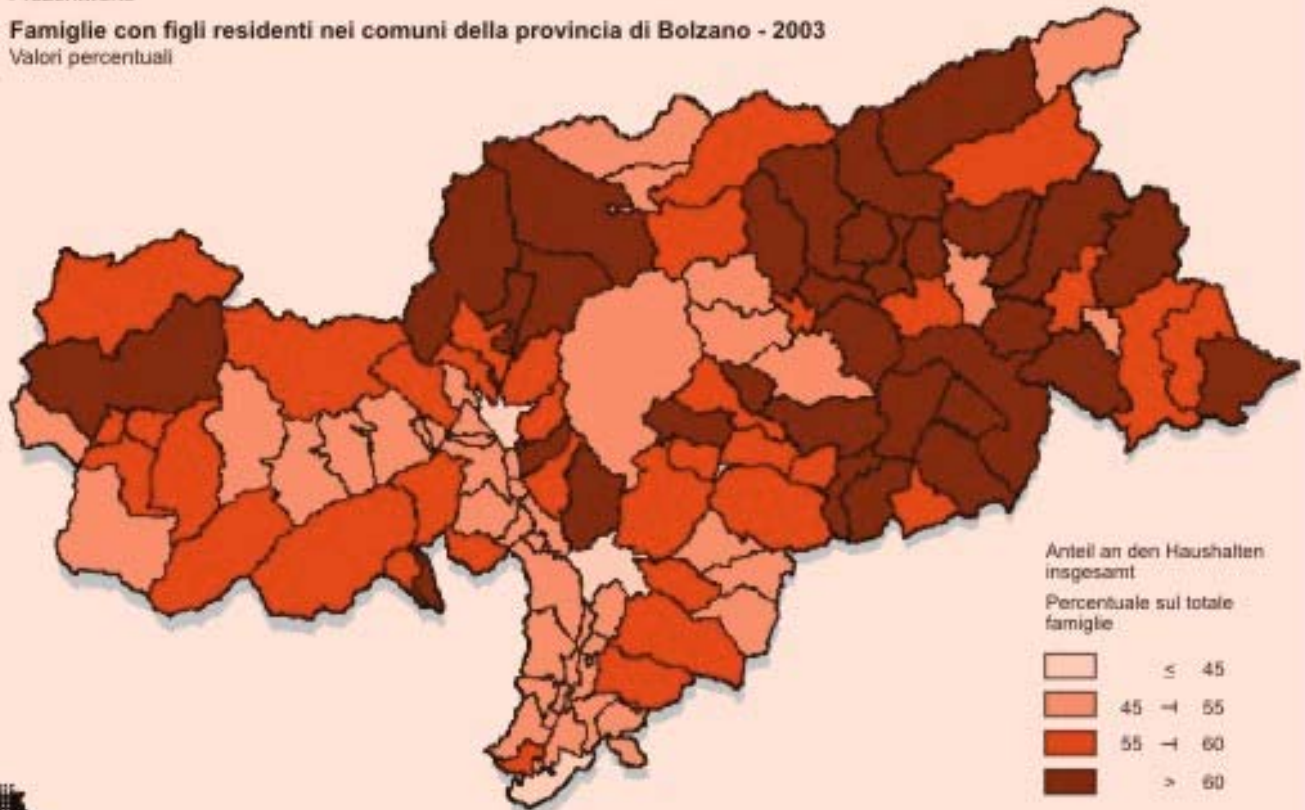 Famiglie con figli residenti nei comuni della provincia di Bolzano - 2003
Valori percentuali
Anteil an den Haushalten
insgesamt
Percentuale sul totale
famiglie
≤ 45
45 ⊣ 55
55 ⊣ 60
> 60